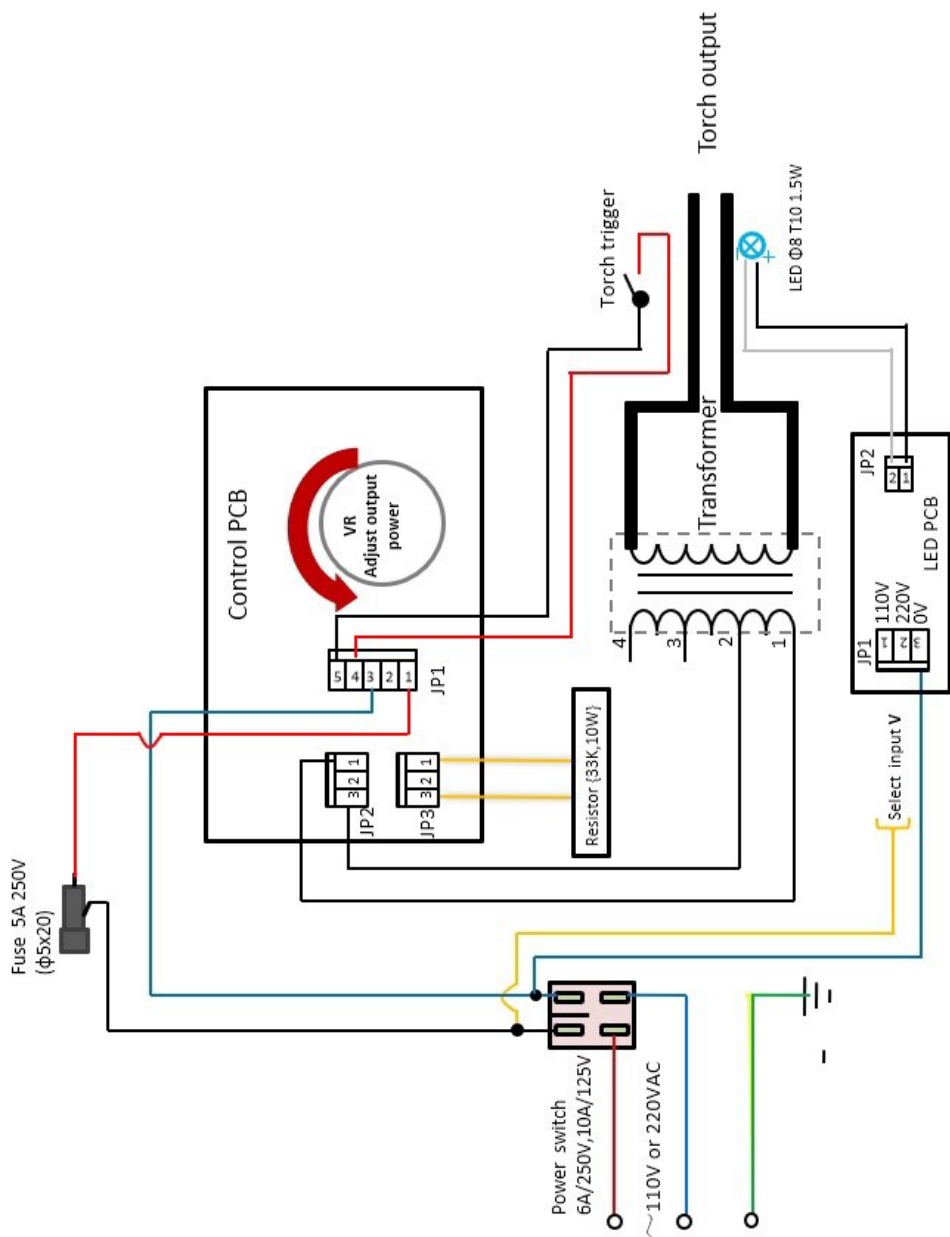 Fuse 5A 250V
(ф5x20)
Control PCB
VR
Adjust output
power
JP1
5
4
3
2
1
JP2
3 2 1
JP3
3 2 1
Resistor {33K,10W}
Torch trigger
Torch output
Transformer
4
3
2
1
LED Φ8 T10 1.5W
−
+
JP2
2
1
LED PCB
JP1
1
2
3
110V
220V
0V
Select input V
Power switch
6A/250V,10A/125V
～110V or 220VAC